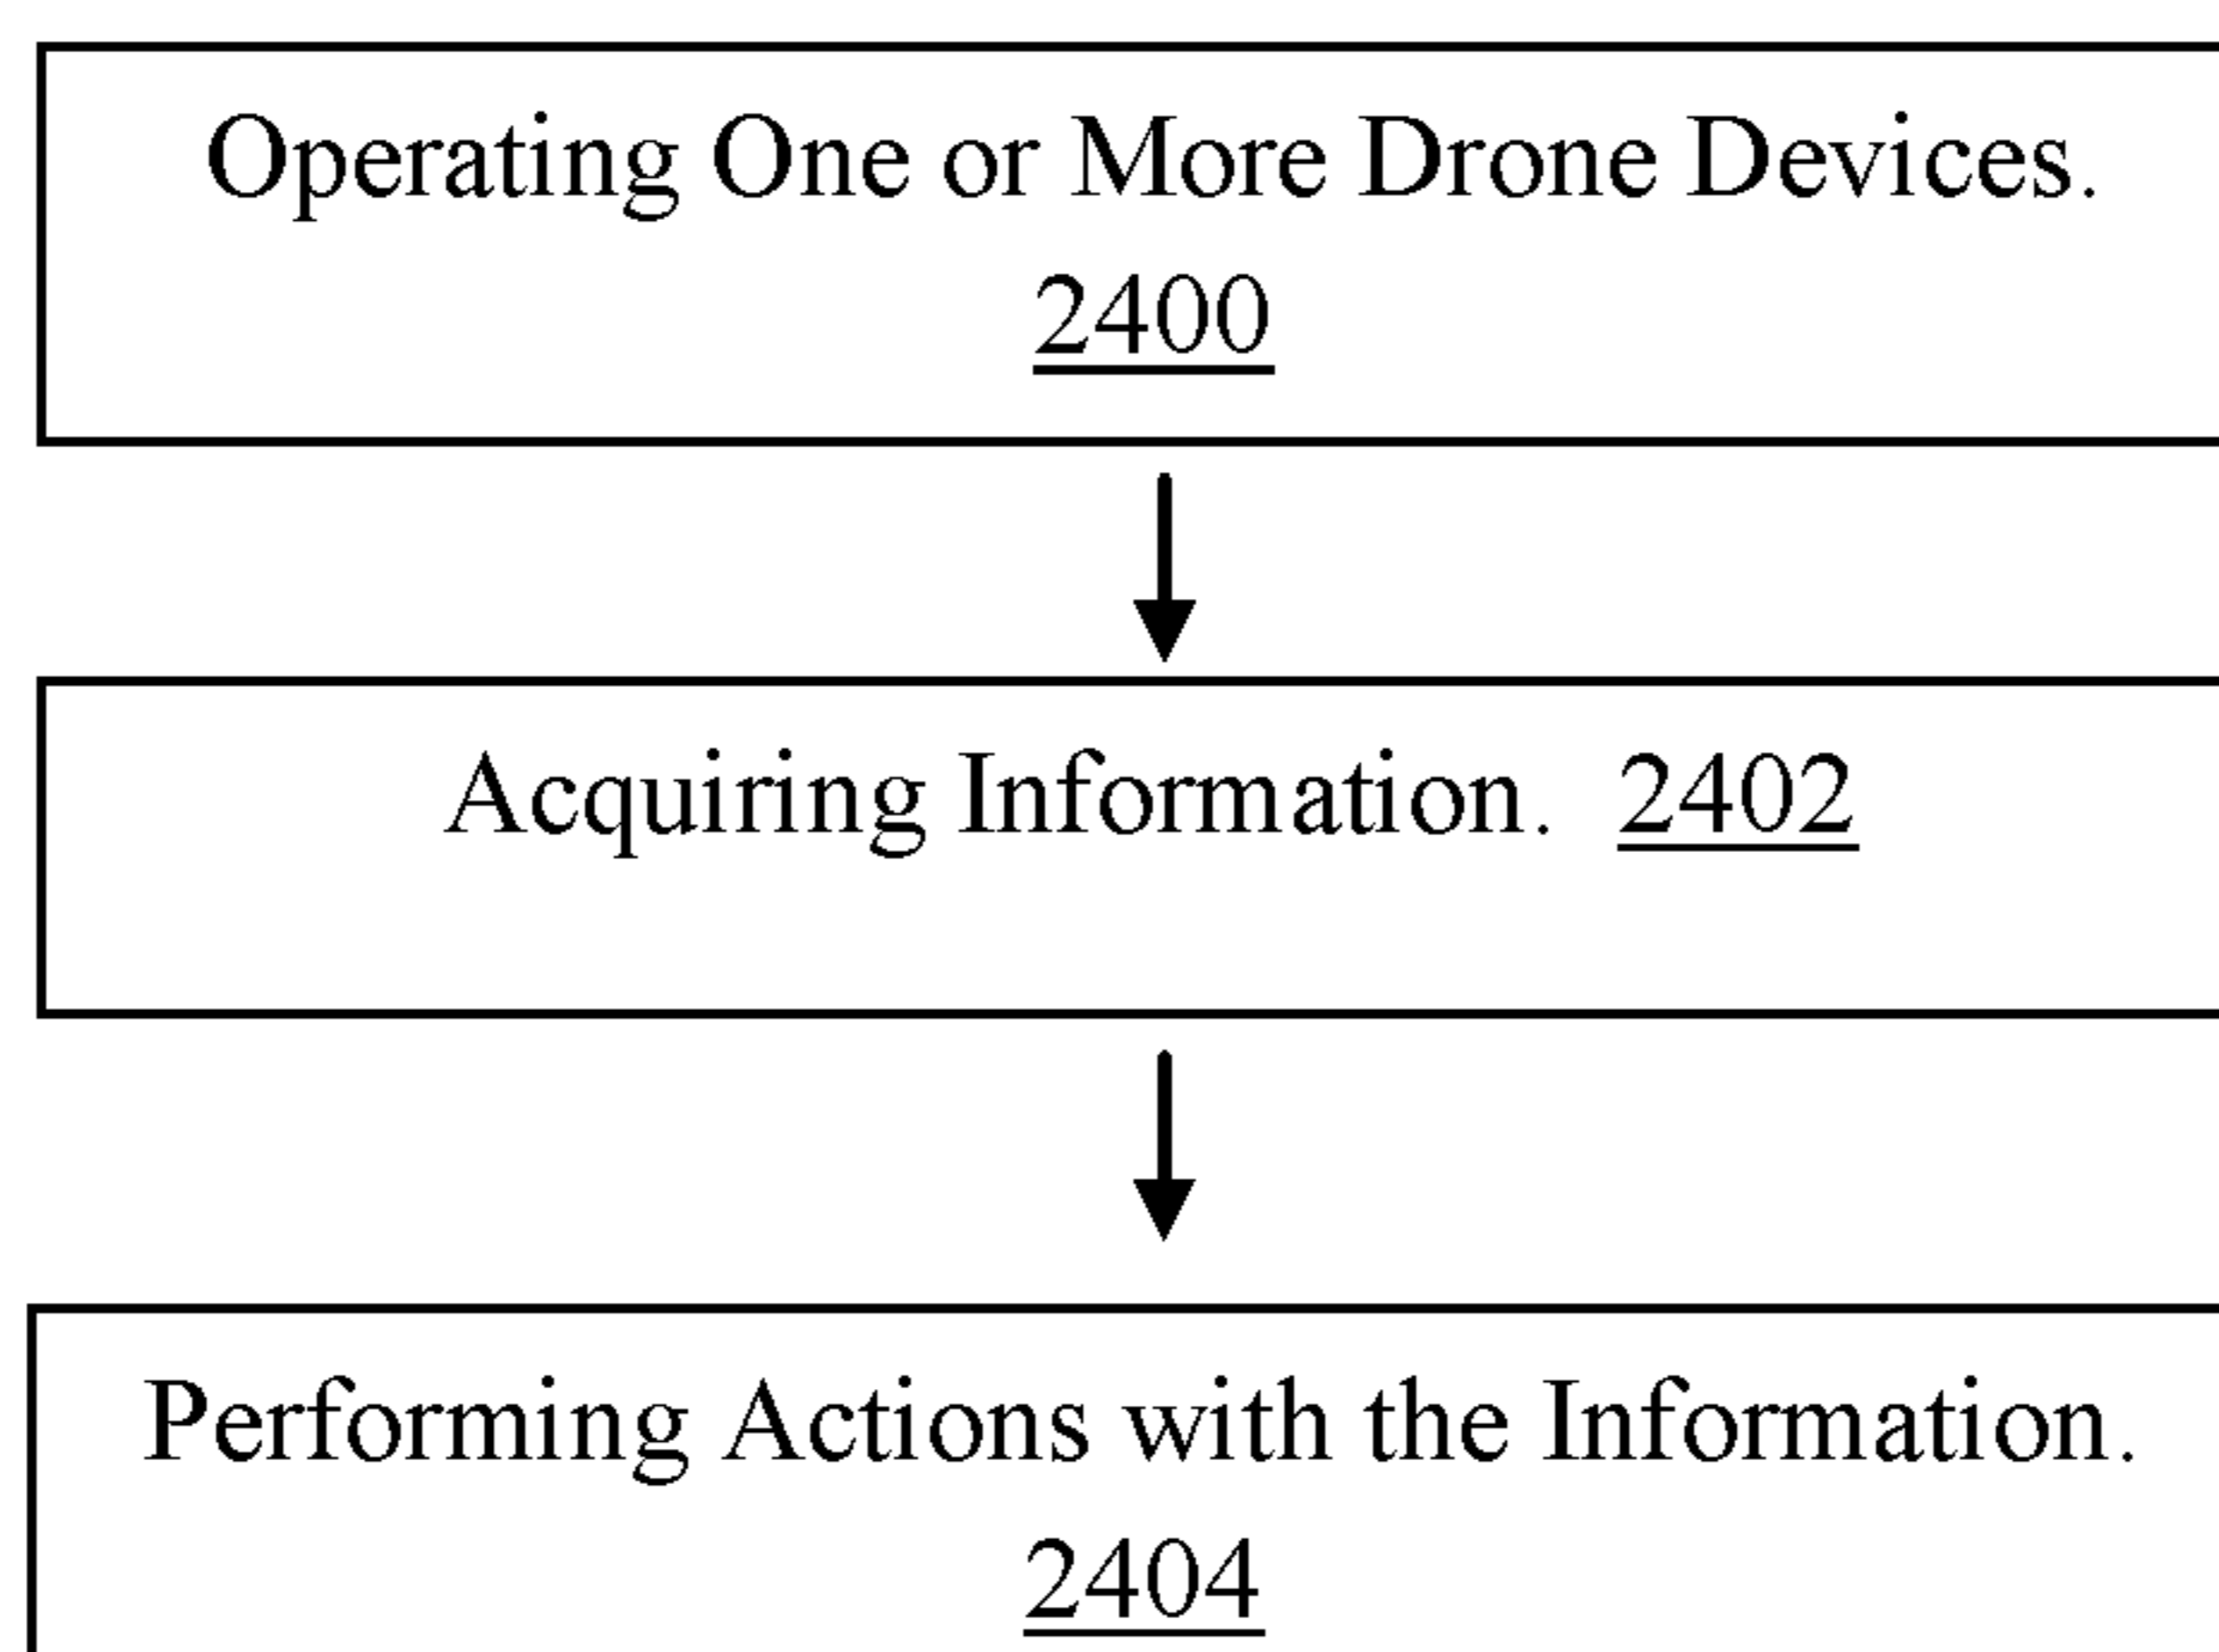 Operating One or More Drone Devices.
2400
Acquiring Information. 2402
Performing Actions with the Information.
2404